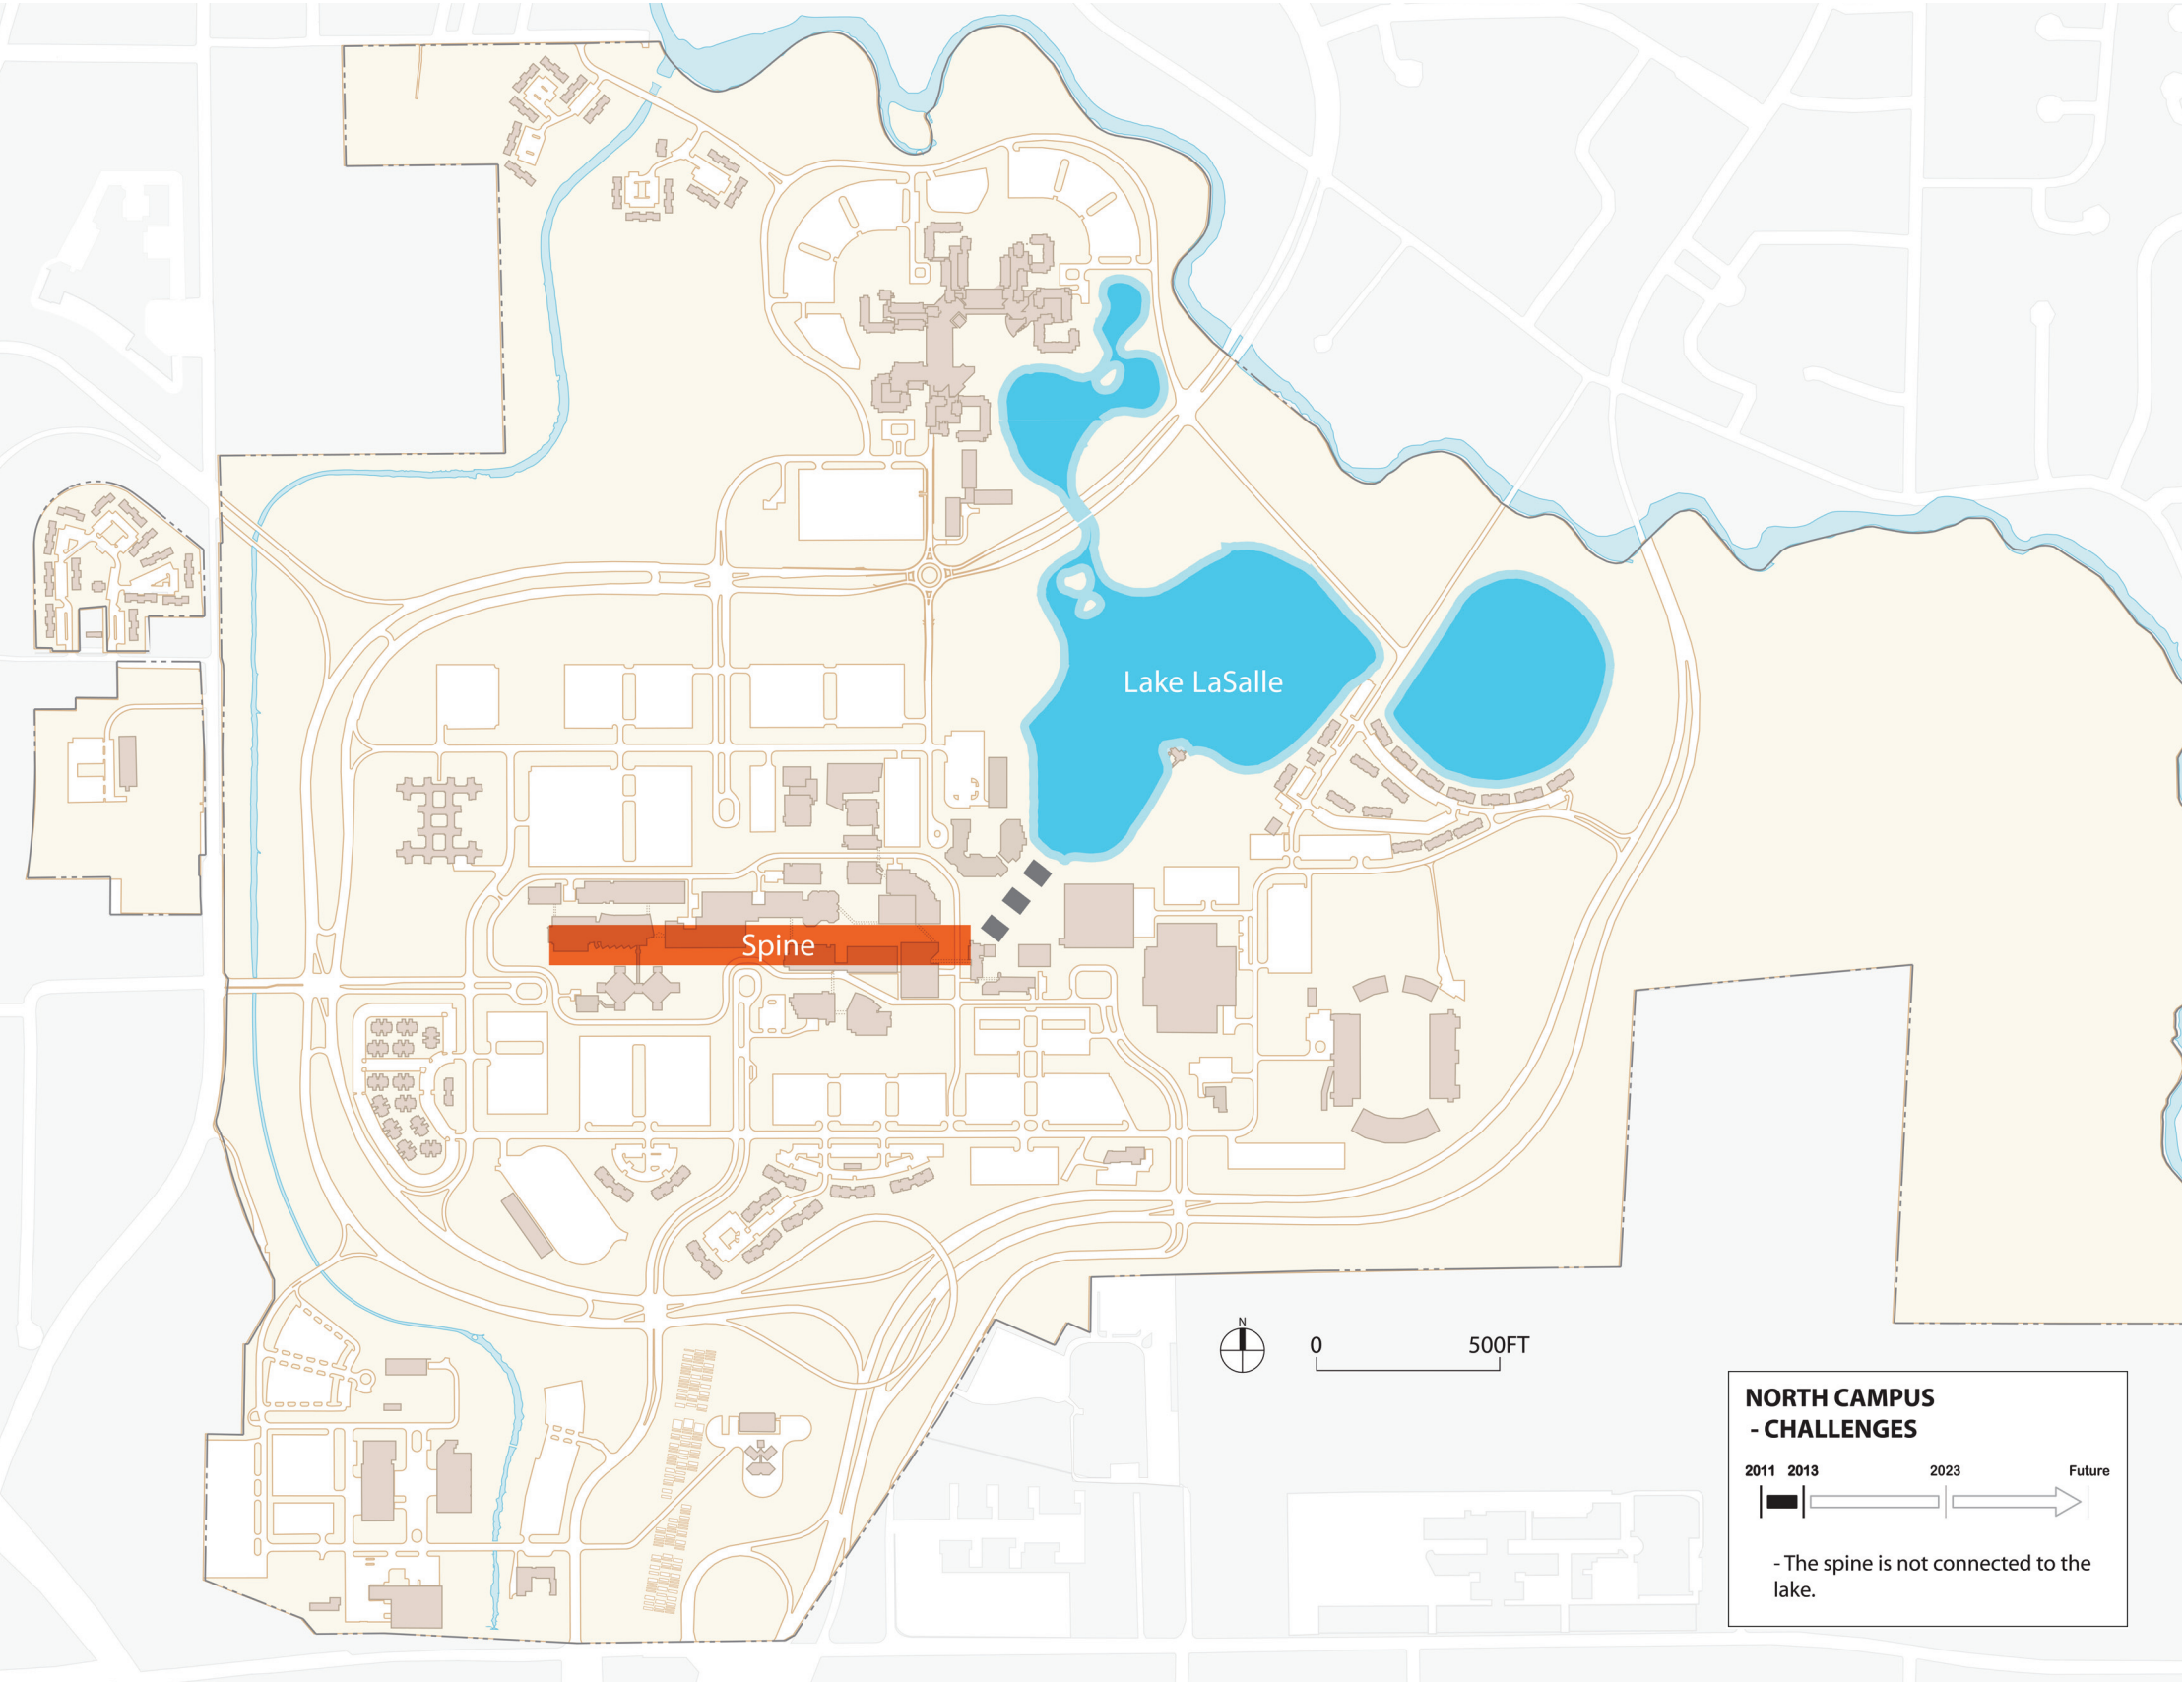 Lake LaSalle
Spine
N
0 500FT
NORTH CAMPUS
- CHALLENGES
2011 2013 2023 Future
- The spine is not connected to the
lake.